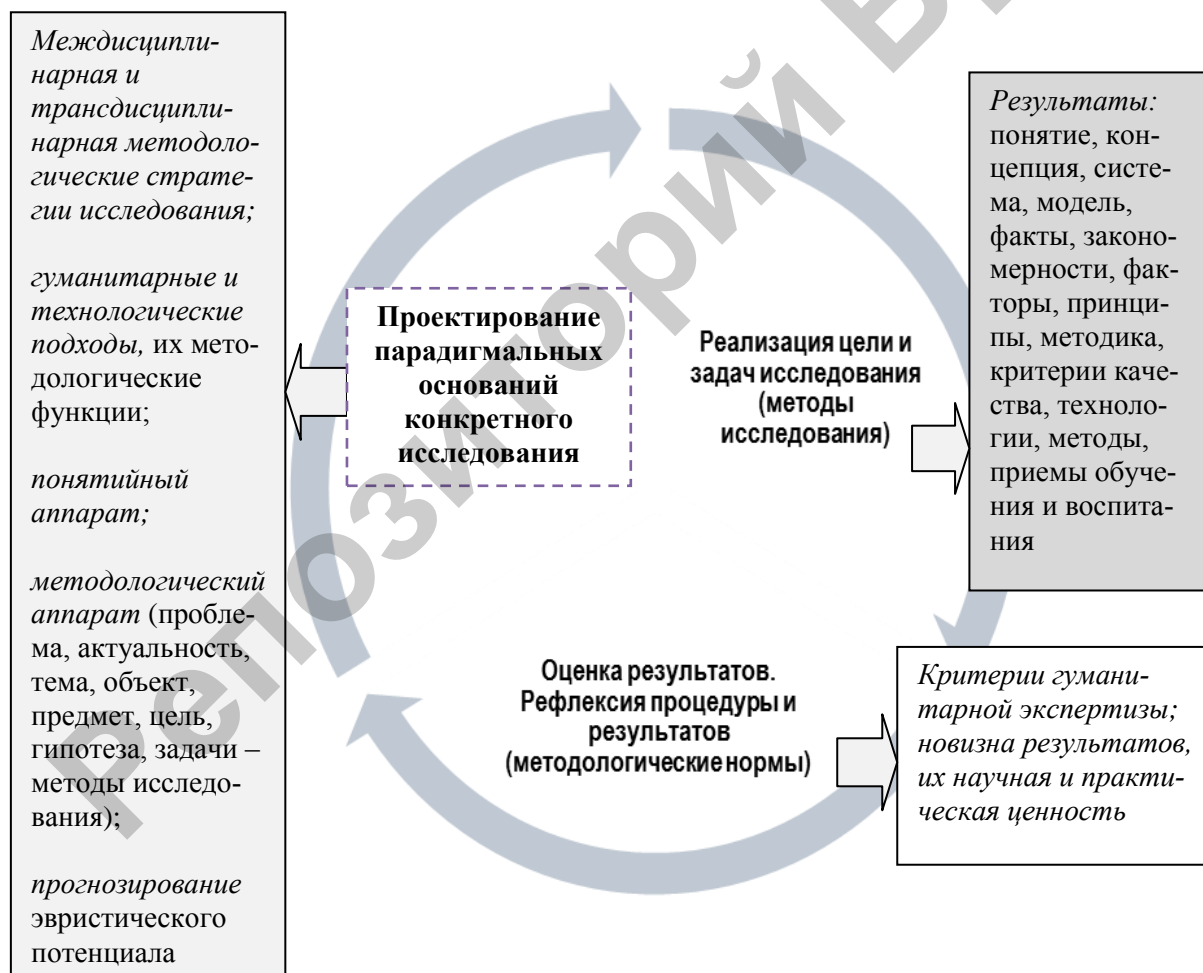 Междисципли-
нарная и
трансдисципли-
нарная методоло-
гические страте-
гии исследования;
гуманитарные и
технологические
подходы, их мето-
дологические
функции;
понятийный
аппарат;
методологический
аппарат (пробле-
ма, актуальность,
тема, объект,
предмет, цель,
гипотеза, задачи –
методы исследо-
вания);
прогнозирование
эвристического
потенциала
Проектирование
парадигмальных
оснований
конкретного
исследования
Реализация цели и
задач исследования
(методы
исследования)
Результаты:
понятие, кон-
цепция, систе-
ма, модель,
факты, законо-
мерности, фак-
торы, принци-
пы, методика,
критерии каче-
ства, техноло-
гии, методы,
приемы обуче-
ния и воспита-
ния
Оценка результатов.
Рефлексия процедуры и
результатов
(методологические нормы)
Критерии гумани-
тарной экспертизы;
новизна результатов,
их научная и практи-
ческая ценность
Репозиторий